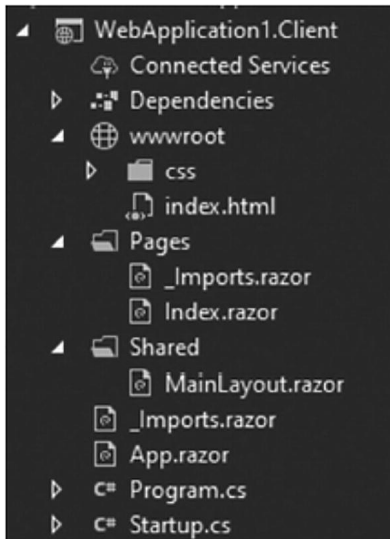 WebApplication1.Client
Connected Services
Dependencies
wwwroot
css
index.html
Pages
_Imports.razor
Index.razor
Shared
MainLayout.razor
_Imports.razor
App.razor
C# Program.cs
C# Startup.cs